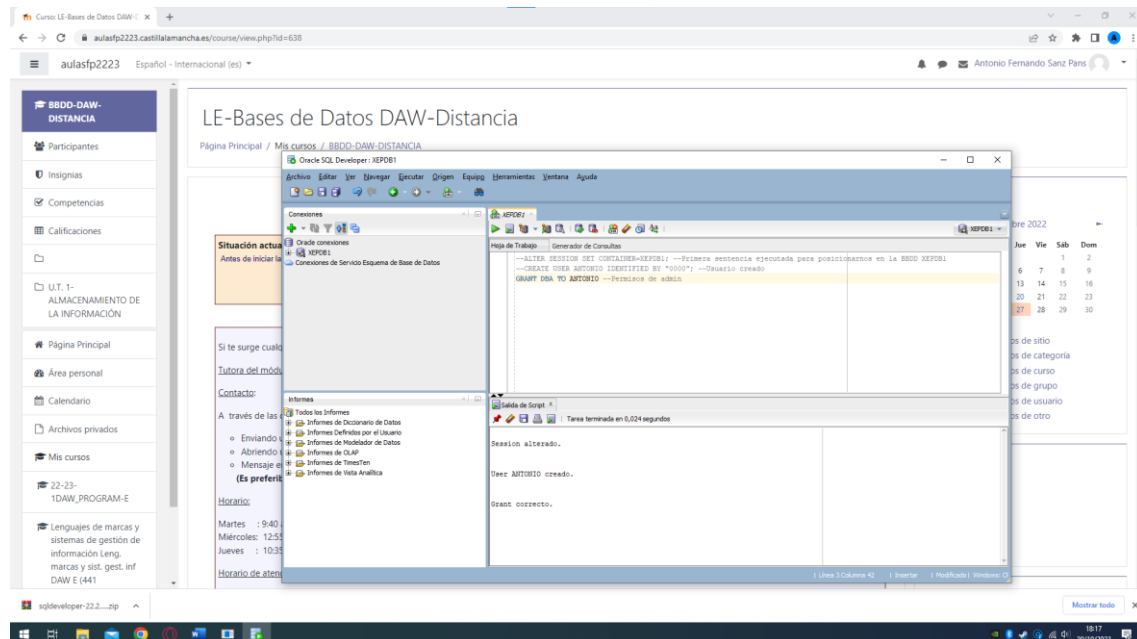 Curso: LE-Bases de Datos DAW-
aulasfp2223.castillalamancha.es/course/view.php?id=638
aulasfp2223 Español - Internacional (es)
Antonio Fernando Sanz Pans
BBDD-DAW-
DISTANCIA
Participantes
Insignias
Competencias
Calificaciones
U.T. 1-
ALMACENAMIENTO DE
LA INFORMACIÓN
Página Principal
Área personal
Calendario
Archivos privados
Mis cursos
22-23-
1DAW_PROGRAM-E
Lenguajes de marcas y
sistemas de gestión de
información Leng.
marcas y sist. gest. inf
DAW E (441
LE-Bases de Datos DAW-Distancia
Página Principal / Mis cursos / BBDD-DAW-DISTANCIA
Situación actua
Antes de iniciar la
Si te surge cualq
Tutora del módu
Contacto:
A través de las
Enviando
Abriendo
Mensaje e
(Es preferib
Horario:
Martes : 9:40
Miércoles: 12:55
Jueves : 10:35
Horario de aten
Oracle SQL Developer : XEPDB1
Archivo Editar Ver Navegar Ejecutar Origen Equipo Herramientas Ventana Ayuda
Conexiones
Oracle conexiones
XEPDB1
Conexiones de Servicio Esquema de Base de Datos
Informes
Todos los Informes
Informes de Diccionario de Datos
Informes Definidos por el Usuario
Informes de Modelador de Datos
Informes de OLAP
Informes de TimesTen
Informes de Vista Analítica
XEPDB1
XEPDB1
Hoja de Trabajo Generador de Consultas
--ALTER SESSION SET CONTAINER=XEPDB1; --Primera sentencia ejecutada para posicionarnos en la BBDD XEPDB1
--CREATE USER ANTONIO IDENTIFIED BY "0000"; --Usuario creado
GRANT DBA TO ANTONIO --Permisos de admin
Salida de Script
Tarea terminada en 0,024 segundos
Session alterado.
User ANTONIO creado.
Grant correcto.
Línea 3 Columna 42 Insertar Modificado Windows: C
bre 2022
Jue Vie Sáb Dom
1 2
6 7 8 9
13 14 15 16
20 21 22 23
27 28 29 30
os de sitio
os de categoría
os de curso
os de grupo
os de usuario
os de otro
sqldeveloper-22.2....zip
Mostrar todo
18:17